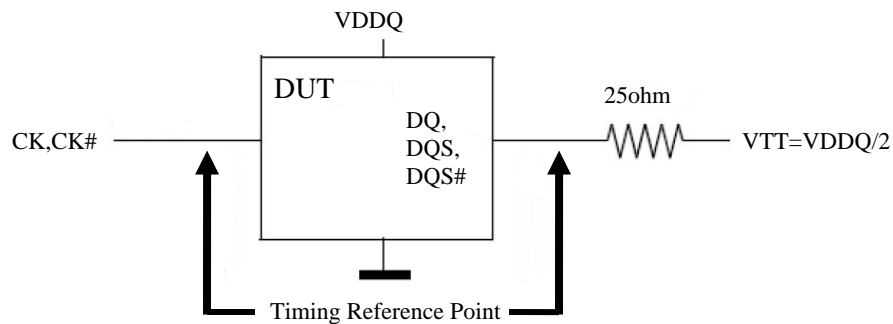 VDDQ
DUT
25ohm
CK,CK#
DQ,
DQS,
DQS#
VTT=VDDQ/2
Timing Reference Point